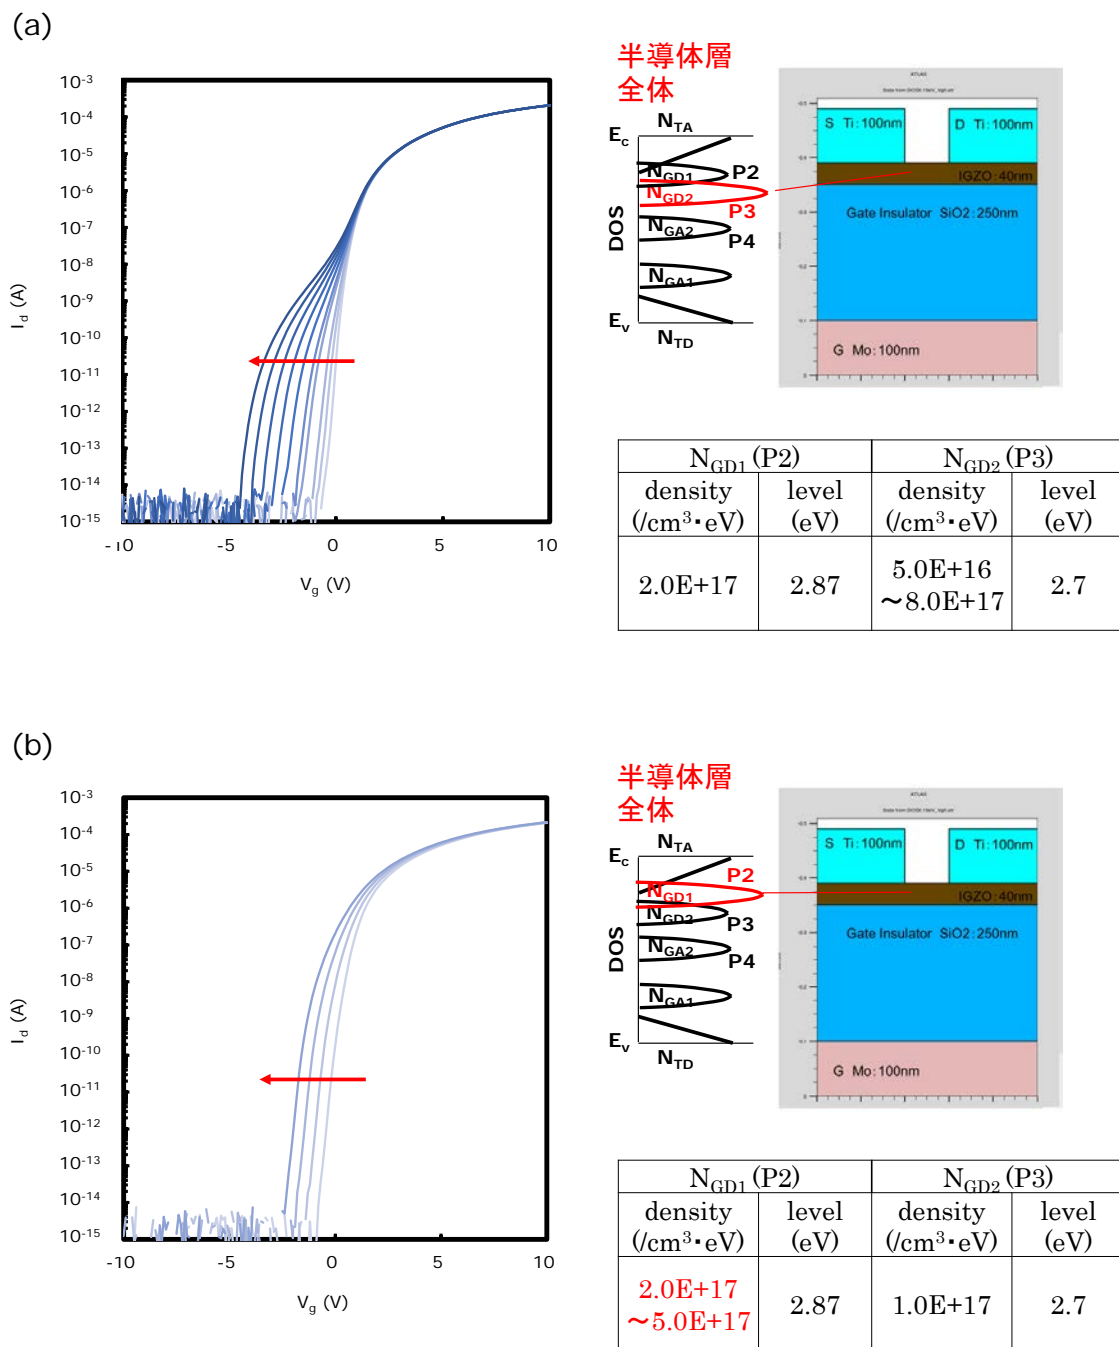 (a)
10-3
10-4
10-5
10-6
10-7
10-8
10-9
10-10
10-11
10-12
10-13
10-14
10-15
Id (A)
-10
-5
0
5
10
Vg (V)
半導体層
全体
NTA
Ec
NGD1
P2
NGD2
P3
NGA2
P4
NGA1
DOS
Ev
NTD
ATLAS
S Ti:100nm
D Ti:100nm
IGZO:40nm
Gate Insulator SiO2:250nm
G Mo:100nm
NGD1 (P2) NGD2 (P3)
density (/cm3・eV) level (eV) density (/cm3・eV) level (eV)
2.0E+17 2.87 5.0E+16 ～8.0E+17 2.7
(b)
10-3
10-4
10-5
10-6
10-7
10-8
10-9
10-10
10-11
10-12
10-13
10-14
10-15
Id (A)
-10
-5
0
5
10
Vg (V)
半導体層
全体
NTA
Ec
P2
NGD1
NGD2
P3
NGA2
P4
NGA1
DOS
Ev
NTD
ATLAS
S Ti:100nm
D Ti:100nm
IGZO:40nm
Gate Insulator SiO2:250nm
G Mo:100nm
NGD1 (P2) NGD2 (P3)
density (/cm3・eV) level (eV) density (/cm3・eV) level (eV)
2.0E+17 ～5.0E+17 2.87 1.0E+17 2.7